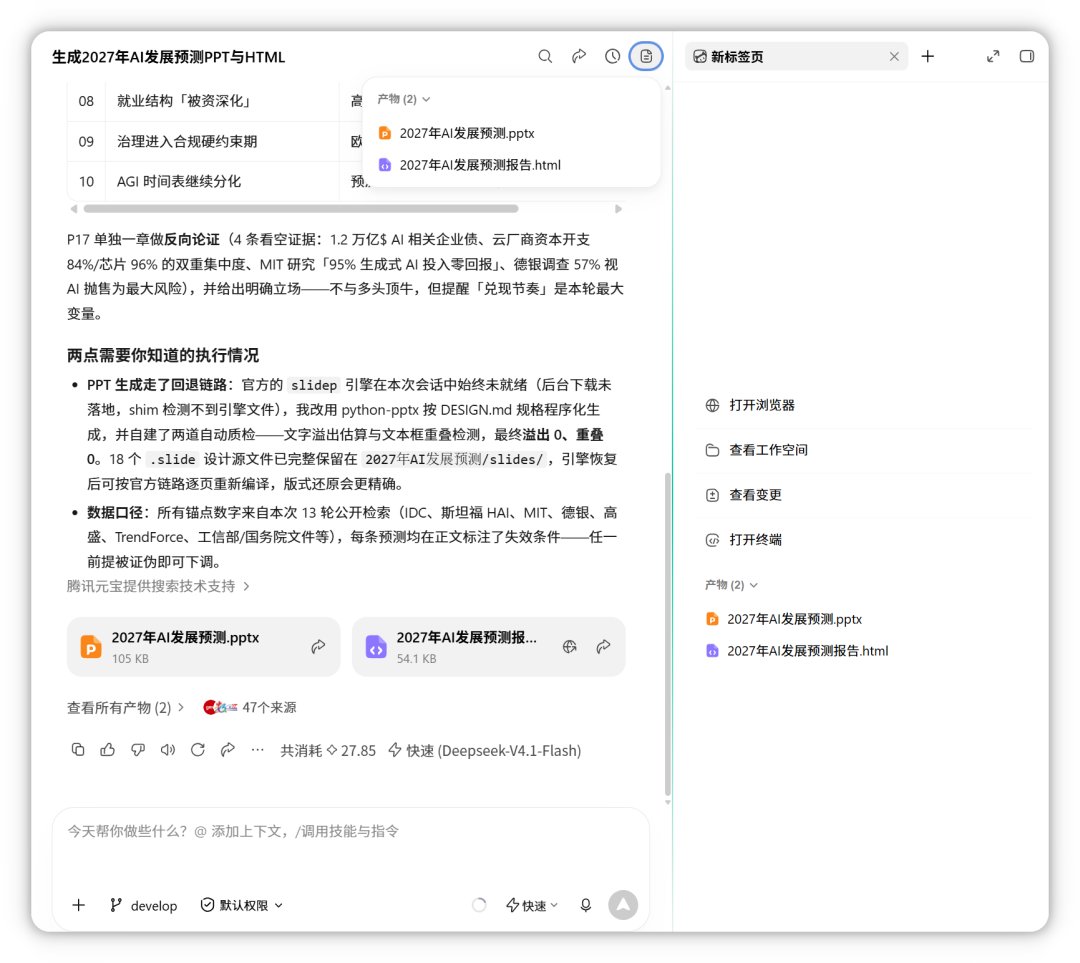 生成2027年AI发展预测PPT与HTML
08 就业结构「被资深化」 高
09 治理进入合规硬约束期 欧
10 AGI 时间表继续分化 预
产物 (2)
2027年AI发展预测.pptx
2027年AI发展预测报告.html
P17 单独一章做反向论证（4 条看空证据：1.2 万亿$ AI 相关企业债、云厂商资本开支
84%/芯片 96% 的双重集中度、MIT 研究「95% 生成式 AI 投入零回报」、德银调查 57% 视
AI 抛售为最大风险），并给出明确立场——不与多头顶牛，但提醒「兑现节奏」是本轮最大
变量。
两点需要你知道的执行情况
• PPT 生成走了回退链路：官方的 slidep 引擎在本次会话中始终未就绪（后台下载未
落地，shim 检测不到引擎文件），我改用 python-pptx 按 DESIGN.md 规格程序化生
成，并自建了两道自动质检——文字溢出估算与文本框重叠检测，最终溢出 0、重叠
0。18 个 .slide 设计源文件已完整保留在 2027年AI发展预测/slides/，引擎恢复
后可按官方链路逐页重新编译，版式还原会更精确。
• 数据口径：所有锚点数字来自本次 13 轮公开检索（IDC、斯坦福 HAI、MIT、德银、高
盛、TrendForce、工信部/国务院文件等），每条预测均在正文标注了失效条件——任一
前提被证伪即可下调。
腾讯元宝提供搜索技术支持
2027年AI发展预测.pptx
105 KB
2027年AI发展预测报...
54.1 KB
查看所有产物 (2)
47个来源
共消耗 27.85 快速 (Deepseek-V4.1-Flash)
今天帮你做些什么？@ 添加上下文，/调用技能与指令
develop
默认权限
快速
新标签页
打开浏览器
查看工作空间
查看变更
打开终端
产物 (2)
2027年AI发展预测.pptx
2027年AI发展预测报告.html